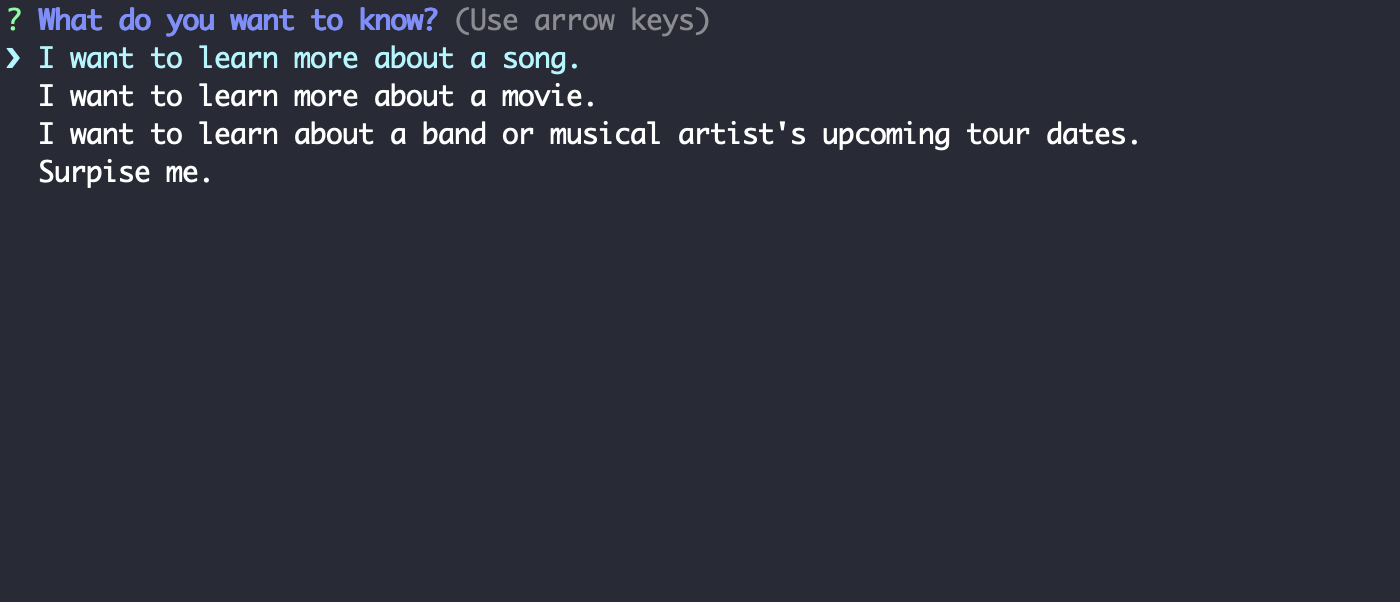 ? What do you want to know? (Use arrow keys)
❯ I want to learn more about a song.
I want to learn more about a movie.
I want to learn about a band or musical artist's upcoming tour dates.
Surpise me.